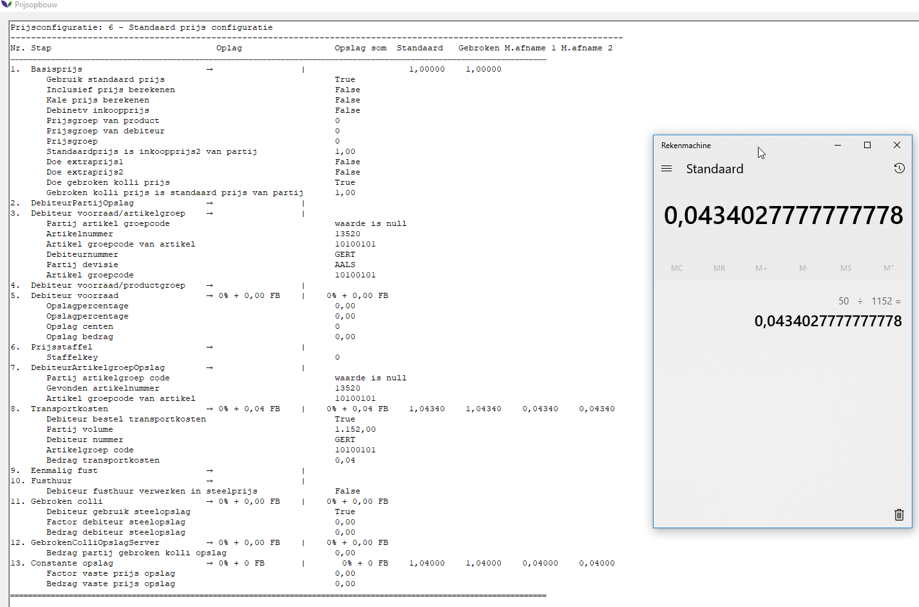 Prijsopbouw
Prijsconfiguratie: 6 - Standaard prijs configuratie
Nr. Stap Oplag Opslag som Standaard Gebroken M.afname 1 M.afname 2
1. Basisprijs → | 1,00000 1,00000
Gebruik standaard prijs True
Inclusief prijs berekenen False
Kale prijs berekenen False
Debinetv inkoopprijs False
Prijsgroep van product 0
Prijsgroep van debiteur 0
Prijsgroep 0
Standaardprijs is inkoopprijs2 van partij 1,00
Doe extraprijs1 False
Doe extraprijs2 False
Doe gebroken kolli prijs True
Gebroken kolli prijs is standaard prijs van partij 1,00
2. DebiteurPartijOpslag → |
3. Debiteur voorraad/artikelgroep → |
Partij artikel groepcode waarde is null
Artikelnummer 13520
Artikel groepcode van artikel 10100101
Debiteurnummer GERT
Partij devisie AALS
Artikel groepcode 10100101
4. Debiteur voorraad/productgroep → |
5. Debiteur voorraad → 0% + 0,00 FB | 0% + 0,00 FB
Opslagpercentage 0,00
Opslagpercentage 0,00
Opslag centen 0
Opslag bedrag 0,00
6. Prijsstaffel → |
Staffelkey 0
7. DebiteurArtikelgroepOpslag → |
Partij artikelgroep code waarde is null
Gevonden artikelnummer 13520
Artikel groepcode van artikel 10100101
8. Transportkosten → 0% + 0,04 FB | 0% + 0,04 FB 1,04340 1,04340 0,04340 0,04340
Debiteur bestel transportkosten True
Partij volume 1.152,00
Debiteur nummer GERT
Artikelgroep code 10100101
Bedrag transportkosten 0,04
9. Eenmalig fust → |
10. Fusthuur → |
Debiteur fusthuur verwerken in steelprijs False
11. Gebroken colli → 0% + 0,00 FB | 0% + 0,00 FB
Debiteur gebruik steelopslag True
Factor debiteur steelopslag 0,00
Bedrag debiteur steelopslag 0,00
12. GebrokenColliOpslagServer → 0% + 0,00 FB | 0% + 0,00 FB
Bedrag partij gebroken kolli opslag 0,00
13. Constante opslag → 0% + 0 FB | 0% + 0 FB 1,04000 1,04000 0,04000 0,04000
Factor vaste prijs opslag 0,00
Bedrag vaste prijs opslag 0,00
Rekenmachine
Standaard
0,0434027777777778
MC MR M+ M- MS M˅
50 ÷ 1152 =
0,0434027777777778